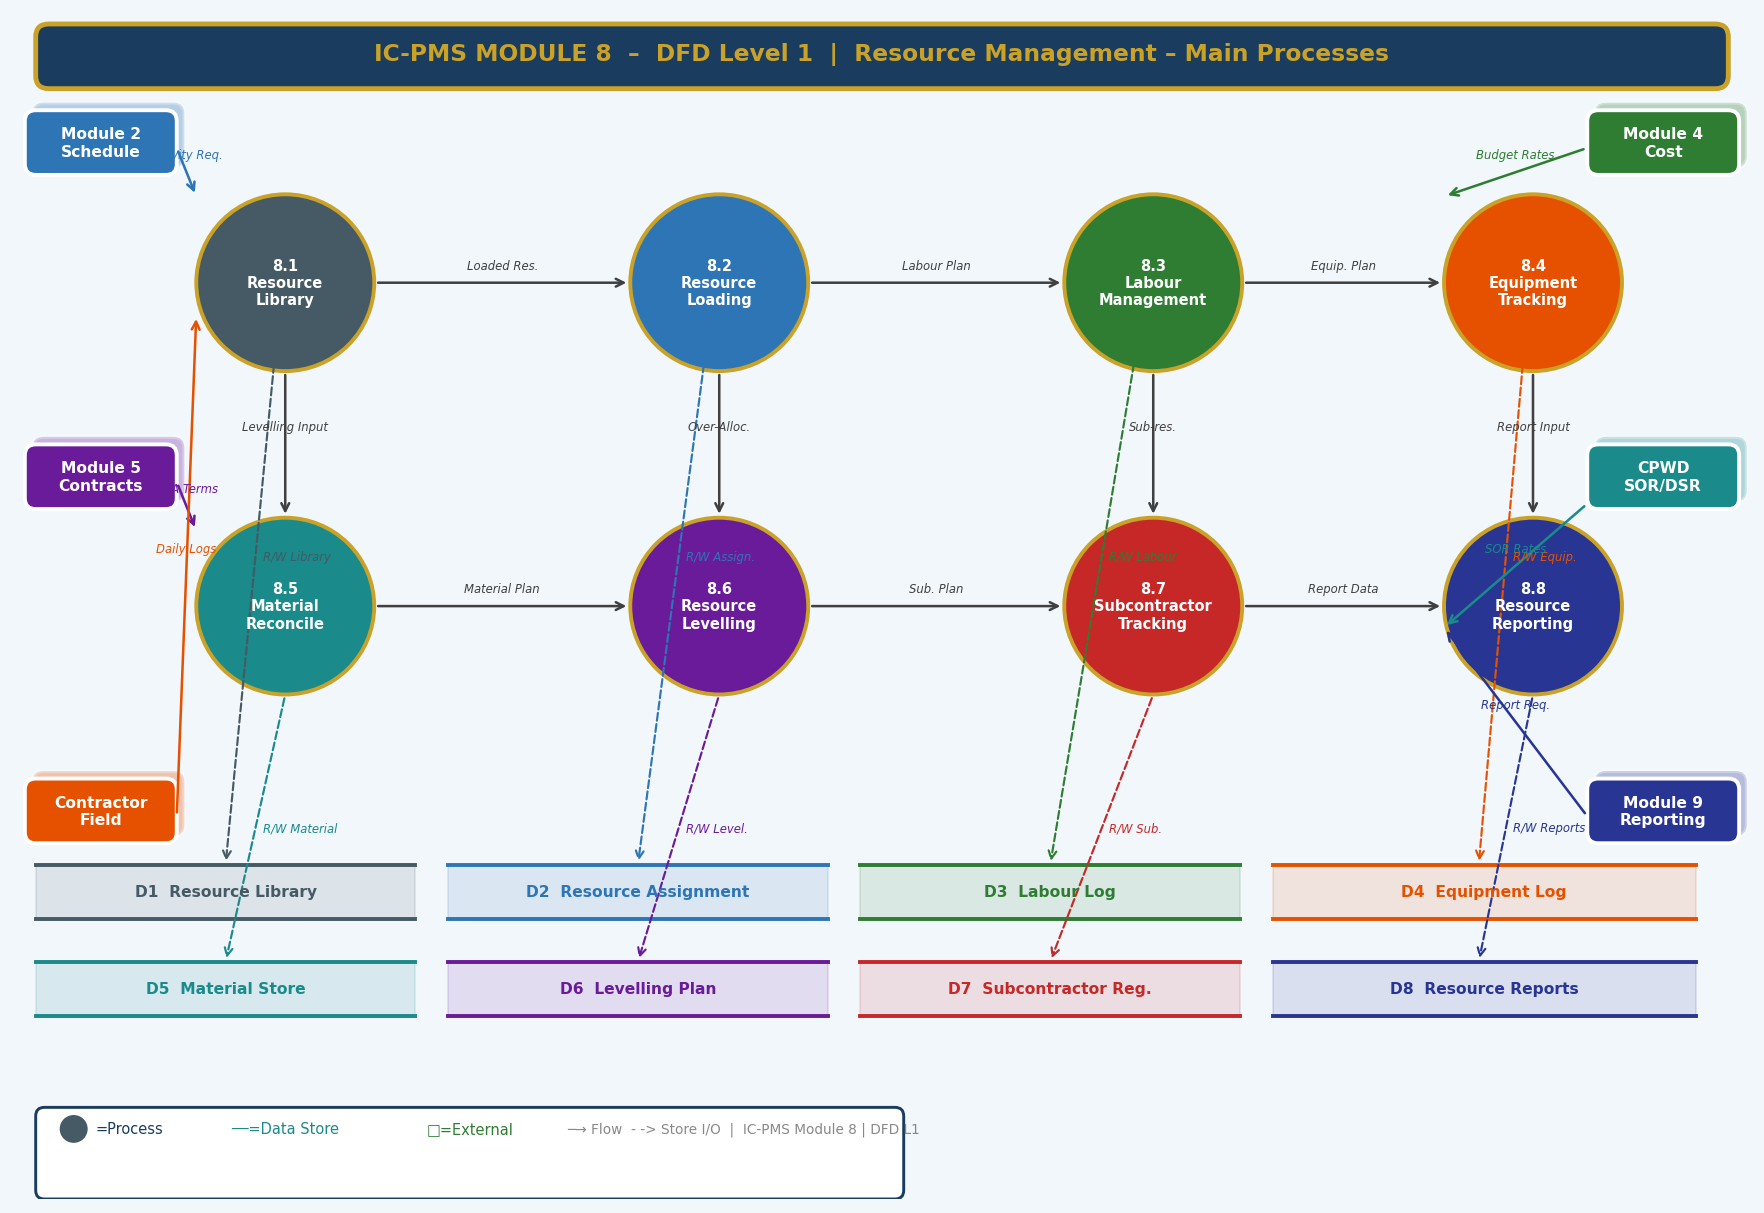 IC-PMS MODULE 8 – DFD Level 1 | Resource Management – Main Processes
Module 2
Schedule
Req.
Budget Rates
Module 4
Cost
8.1
Resource
Library
Loaded Res.
8.2
Resource
Loading
Labour Plan
8.3
Labour
Management
Equip. Plan
8.4
Equipment
Tracking
Levelling Input
Over-Alloc.
Sub-res.
Report Input
Module 5
Contracts
Terms
CPWD
SOR/DSR
Daily Logs
R/W Library
R/W Assign.
R/W Labour
SOR Rates
R/W Equip.
8.5
Material
Reconcile
Material Plan
8.6
Resource
Levelling
Sub. Plan
8.7
Subcontractor
Tracking
Report Data
8.8
Resource
Reporting
Report Req.
Contractor
Field
Module 9
Reporting
R/W Material
R/W Level.
R/W Sub.
R/W Reports
D1 Resource Library
D2 Resource Assignment
D3 Labour Log
D4 Equipment Log
D5 Material Store
D6 Levelling Plan
D7 Subcontractor Reg.
D8 Resource Reports
=Process
──=Data Store
□=External
─→ Flow - -> Store I/O | IC-PMS Module 8 | DFD L1